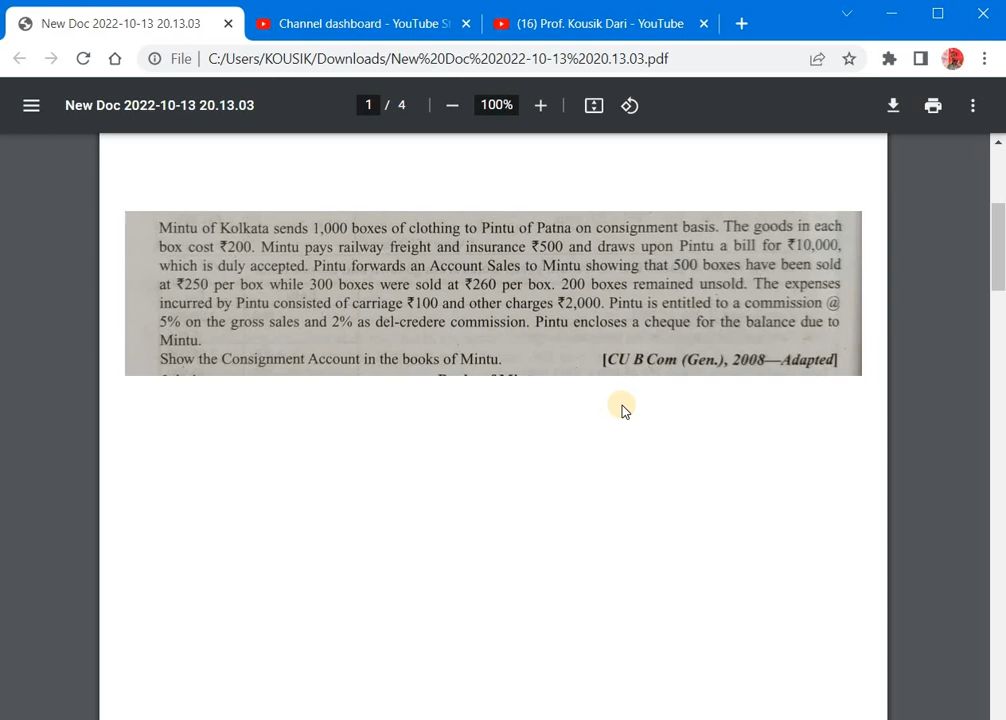 New Doc 2022-10-13 20.13.03
Channel dashboard - YouTube St
(16) Prof. Kousik Dari - YouTube
File
C:/Users/KOUSIK/Downloads/New%20Doc%202022-10-13%2020.13.03.pdf
New Doc 2022-10-13 20.13.03
1 / 4
100%
Mintu of Kolkata sends 1,000 boxes of clothing to Pintu of Patna on consignment basis. The goods in each
box cost ₹200. Mintu pays railway freight and insurance ₹500 and draws upon Pintu a bill for ₹10,000,
which is duly accepted. Pintu forwards an Account Sales to Mintu showing that 500 boxes have been sold
at ₹250 per box while 300 boxes were sold at ₹260 per box. 200 boxes remained unsold. The expenses
incurred by Pintu consisted of carriage ₹100 and other charges ₹2,000. Pintu is entitled to a commission @
5% on the gross sales and 2% as del-credere commission. Pintu encloses a cheque for the balance due to
Mintu.
Show the Consignment Account in the books of Mintu. [CU B Com (Gen.), 2008—Adapted]